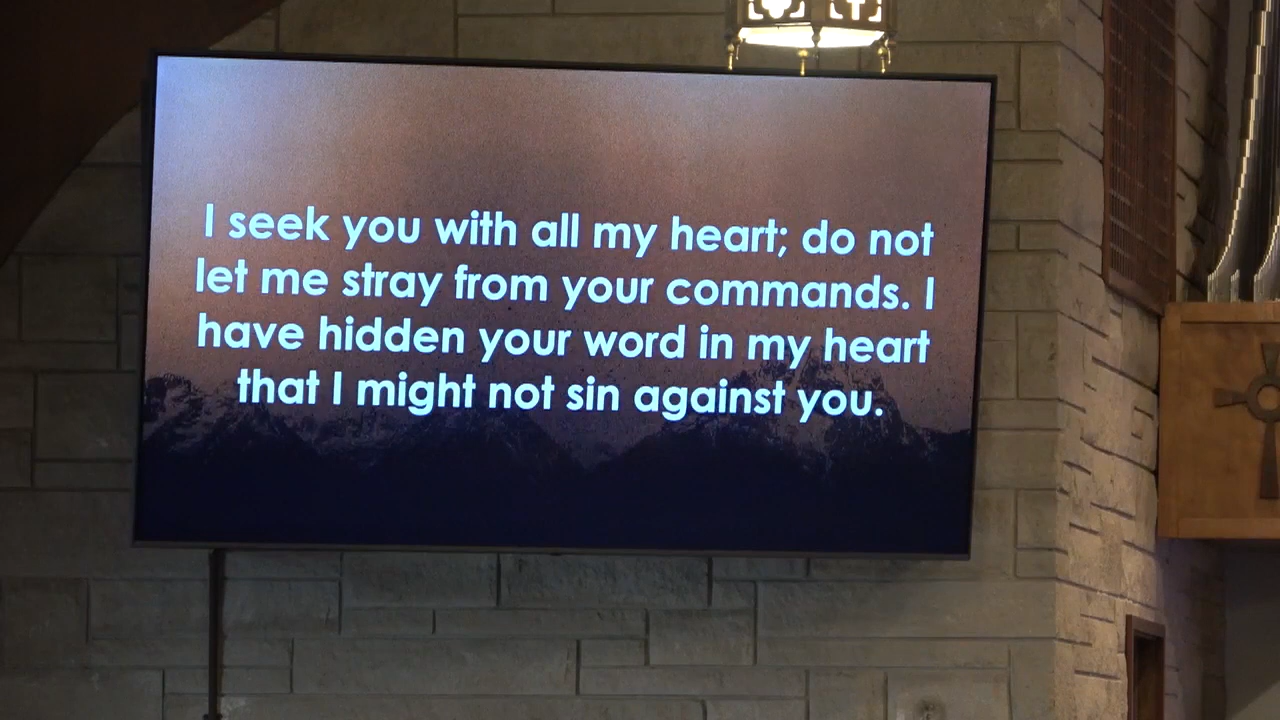 I seek you with all my heart; do not
let me stray from your commands. I
have hidden your word in my heart
that I might not sin against you.